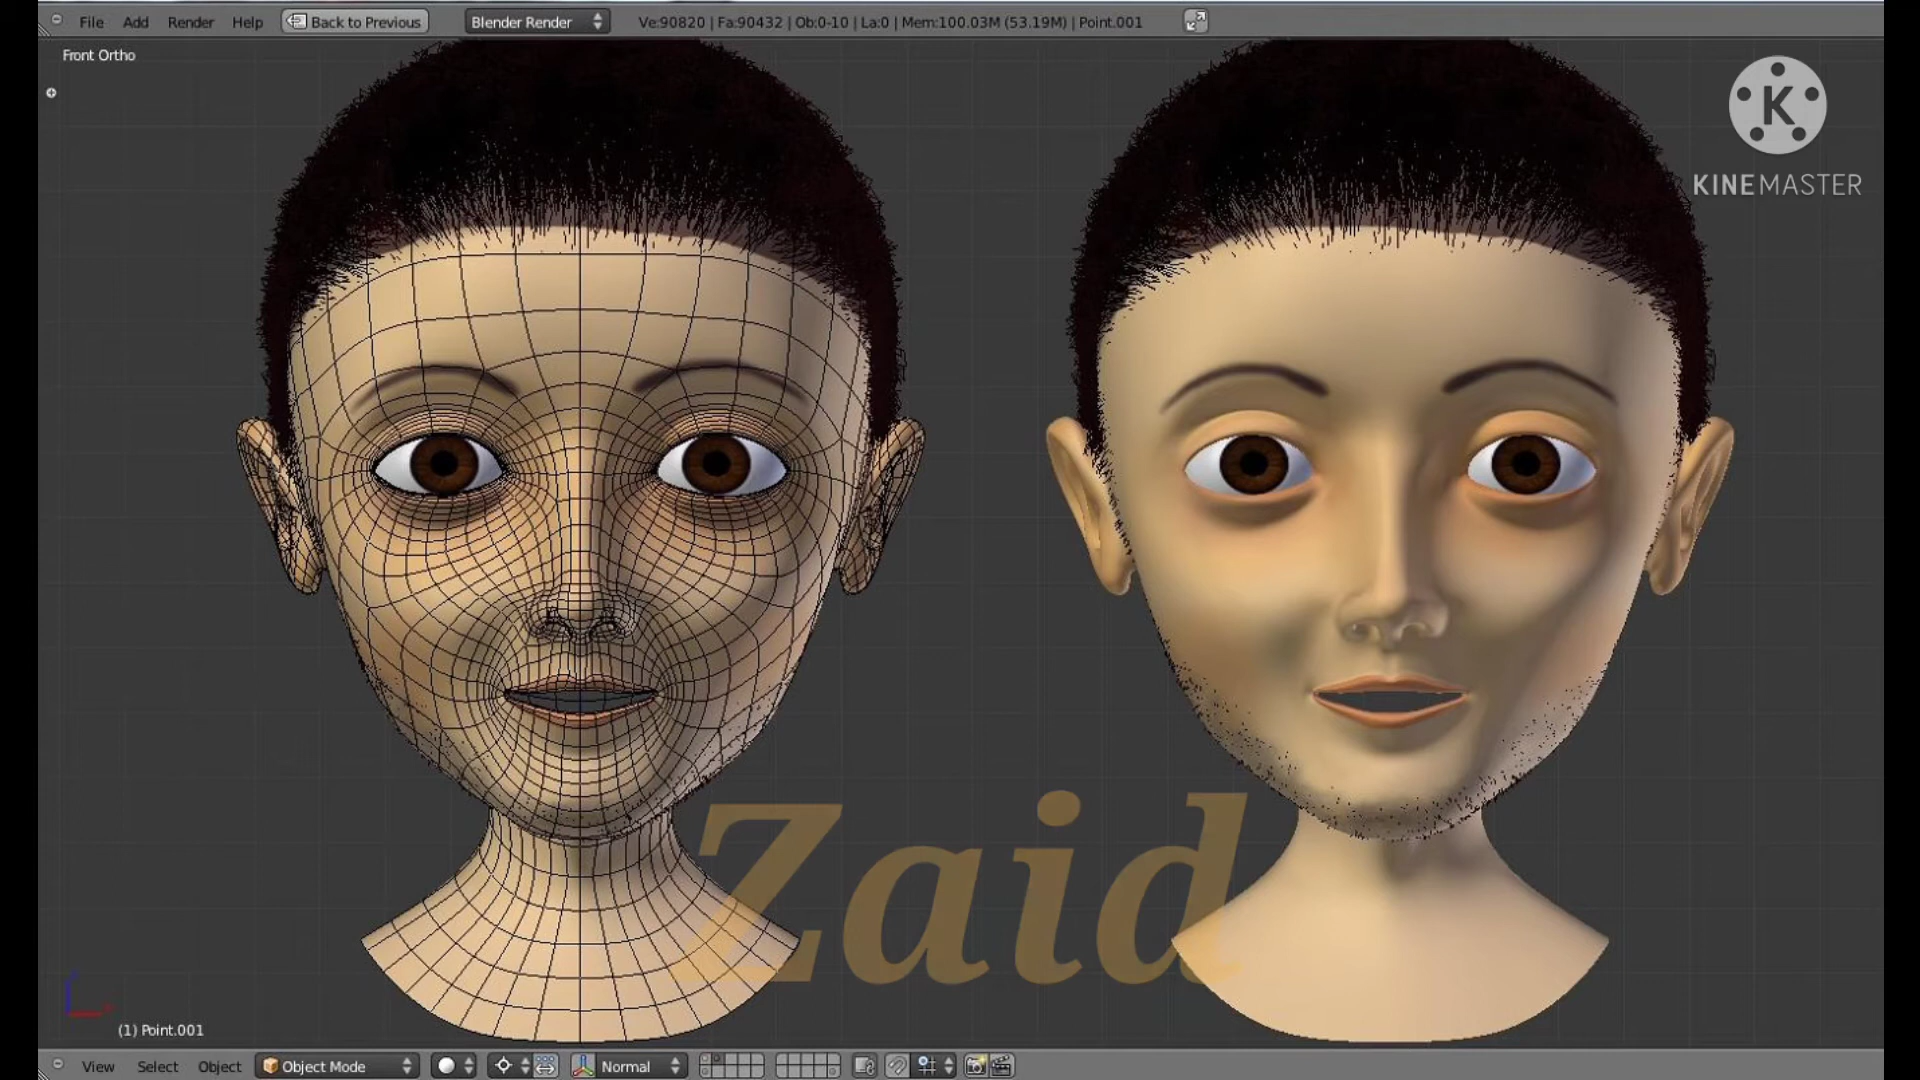 File Add Render Help Back to Previous Blender Render Ve:90820 | Fa:90432 | Ob:0-10 | La:0 | Mem:100.03M (53.19M) | Point.001
Front Ortho
K
KINEMASTER
Zaid
(1) Point.001
View Select Object Object Mode Normal